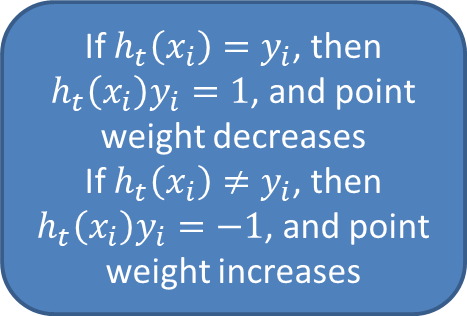 If hₜ(xᵢ) = yᵢ, then
hₜ(xᵢ)yᵢ = 1, and point
weight decreases
If hₜ(xᵢ) ≠ yᵢ, then
hₜ(xᵢ)yᵢ = −1, and point
weight increases